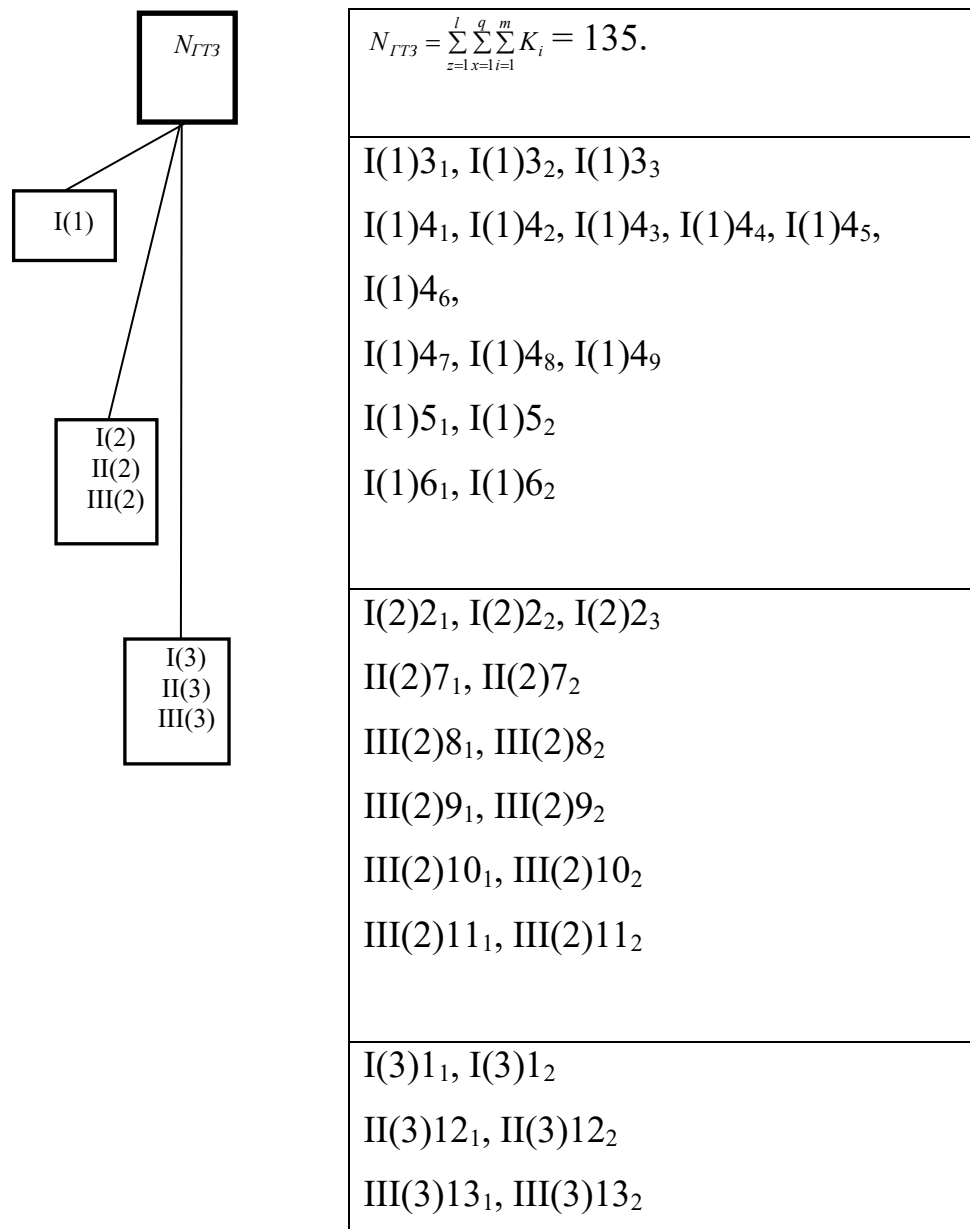 N_ГТЗ
I(1)
I(2)
II(2)
III(2)
I(3)
II(3)
III(3)
N_ГТЗ = ∑_{z=1}^{l} ∑_{x=1}^{q} ∑_{i=1}^{m} K_i = 135.
I(1)3₁, I(1)3₂, I(1)3₃
I(1)4₁, I(1)4₂, I(1)4₃, I(1)4₄, I(1)4₅,
I(1)4₆,
I(1)4₇, I(1)4₈, I(1)4₉
I(1)5₁, I(1)5₂
I(1)6₁, I(1)6₂
I(2)2₁, I(2)2₂, I(2)2₃
II(2)7₁, II(2)7₂
III(2)8₁, III(2)8₂
III(2)9₁, III(2)9₂
III(2)10₁, III(2)10₂
III(2)11₁, III(2)11₂
I(3)1₁, I(3)1₂
II(3)12₁, II(3)12₂
III(3)13₁, III(3)13₂